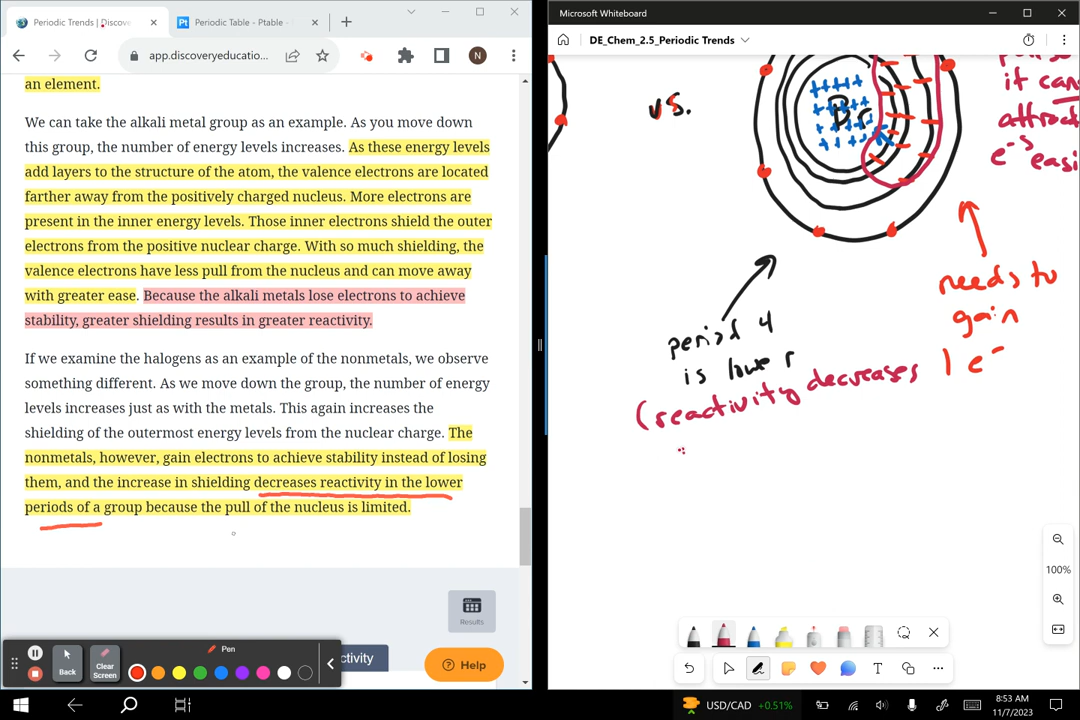 Periodic Trends | Discove
Periodic Table - Ptable -
app.discoveryeducatio...
N
an element.
We can take the alkali metal group as an example. As you move down
this group, the number of energy levels increases. As these energy levels
add layers to the structure of the atom, the valence electrons are located
farther away from the positively charged nucleus. More electrons are
present in the inner energy levels. Those inner electrons shield the outer
electrons from the positive nuclear charge. With so much shielding, the
valence electrons have less pull from the nucleus and can move away
with greater ease. Because the alkali metals lose electrons to achieve
stability, greater shielding results in greater reactivity.
If we examine the halogens as an example of the nonmetals, we observe
something different. As we move down the group, the number of energy
levels increases just as with the metals. This again increases the
shielding of the outermost energy levels from the nuclear charge. The
nonmetals, however, gain electrons to achieve stability instead of losing
them, and the increase in shielding decreases reactivity in the lower
periods of a group because the pull of the nucleus is limited.
Results
ctivity
Help
Back
Clear
Screen
Pen
Microsoft Whiteboard
DE_Chem_2.5_Periodic Trends
vs.
Br
it can
attract
e⁻s easi
needs to
gain
1 e⁻
period 4
is lower
(reactivity decreases
100%
USD/CAD +0.51%
8:53 AM
11/7/2023